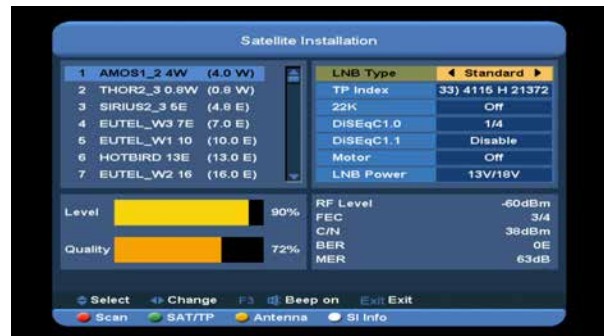 Satellite Installation
1 AMOS1_2 4W (4.0 W)
2 THOR2_3 0.8W (0.8 W)
3 SIRIUS2_3 5E (4.8 E)
4 EUTEL_W3 7E (7.0 E)
5 EUTEL_W1 10 (10.0 E)
6 HOTBIRD 13E (13.0 E)
7 EUTEL_W2 16 (16.0 E)
LNB Type Standard
TP Index 33) 4115 H 21372
22K Off
DiSEqC1.0 1/4
DiSEqC1.1 Disable
Motor Off
LNB Power 13V/18V
Level 90%
Quality 72%
RF Level -60dBm
FEC 3/4
C/N 38dBm
BER 0E
MER 63dB
Select Change F3 Beep on Exit Exit
Scan SAT/TP Antenna SI Info